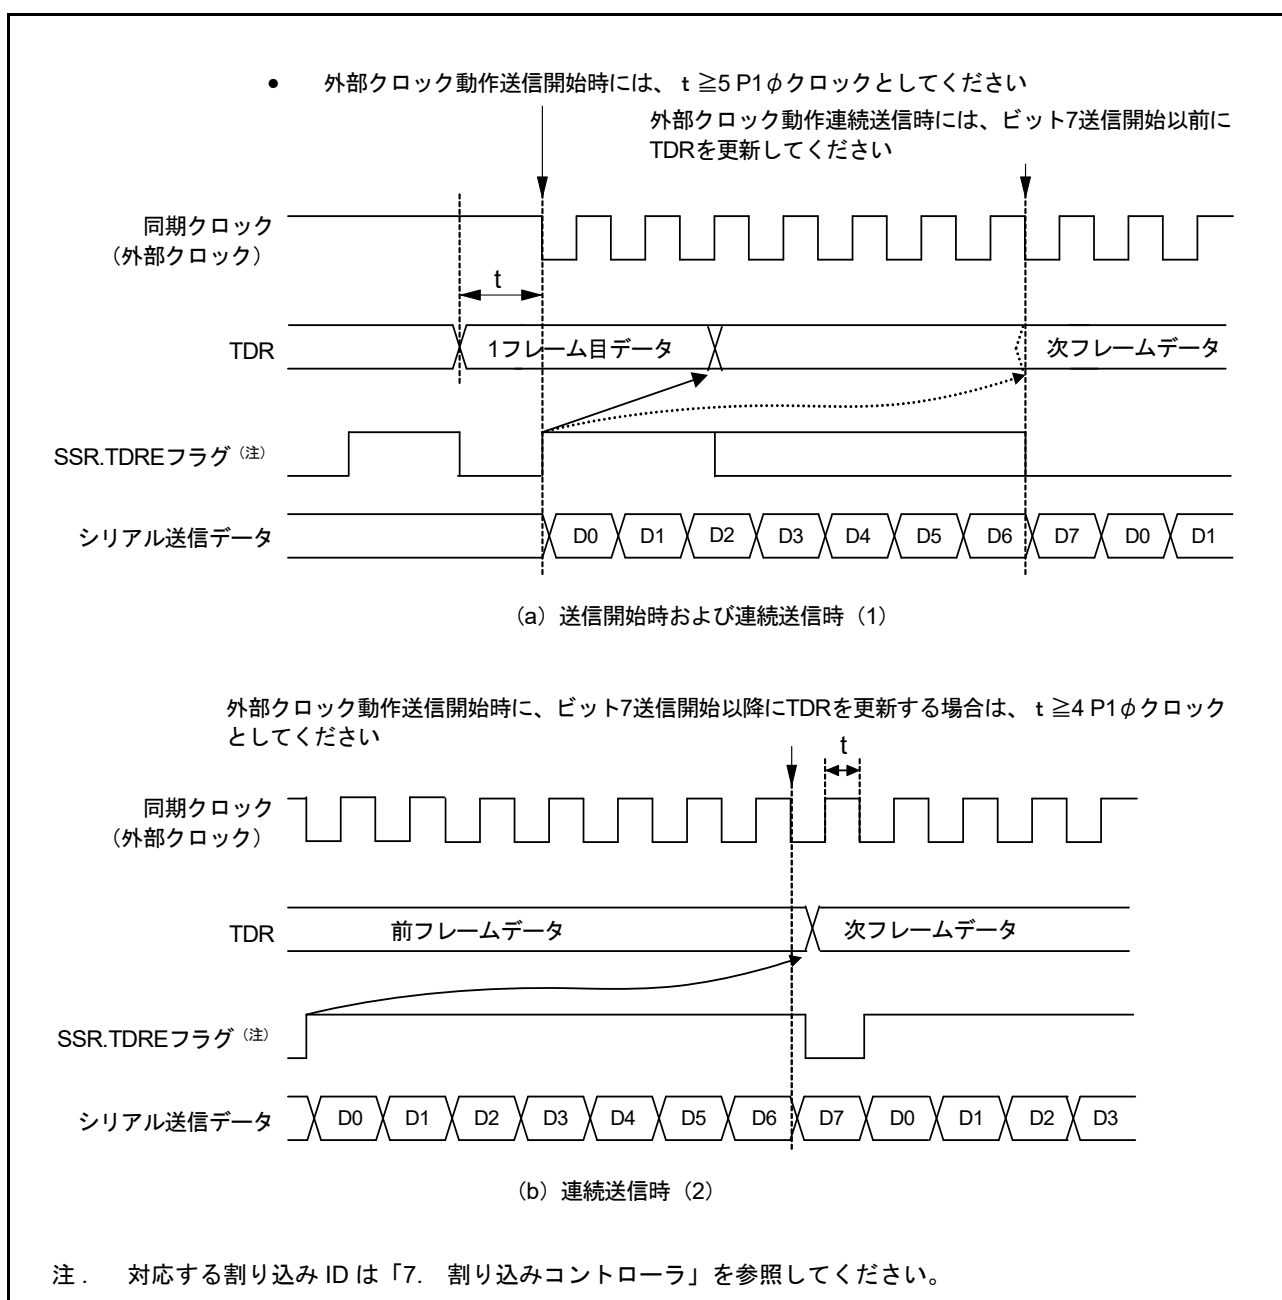 • 外部クロック動作送信開始時には、 t ≧5 P1φクロックとしてください
外部クロック動作連続送信時には、ビット7送信開始以前に
TDRを更新してください
同期クロック
（外部クロック）
t
TDR
1フレーム目データ
次フレームデータ
SSR.TDREフラグ（注）
シリアル送信データ
D0 D1 D2 D3 D4 D5 D6 D7 D0 D1
（a）送信開始時および連続送信時（1）
外部クロック動作送信開始時に、ビット7送信開始以降にTDRを更新する場合は、 t ≧4 P1φクロック
としてください
t
同期クロック
（外部クロック）
TDR
前フレームデータ
次フレームデータ
SSR.TDREフラグ（注）
シリアル送信データ
D0 D1 D2 D3 D4 D5 D6 D7 D0 D1 D2 D3
（b）連続送信時（2）
注 . 対応する割り込み ID は「7. 割り込みコントローラ」を参照してください。